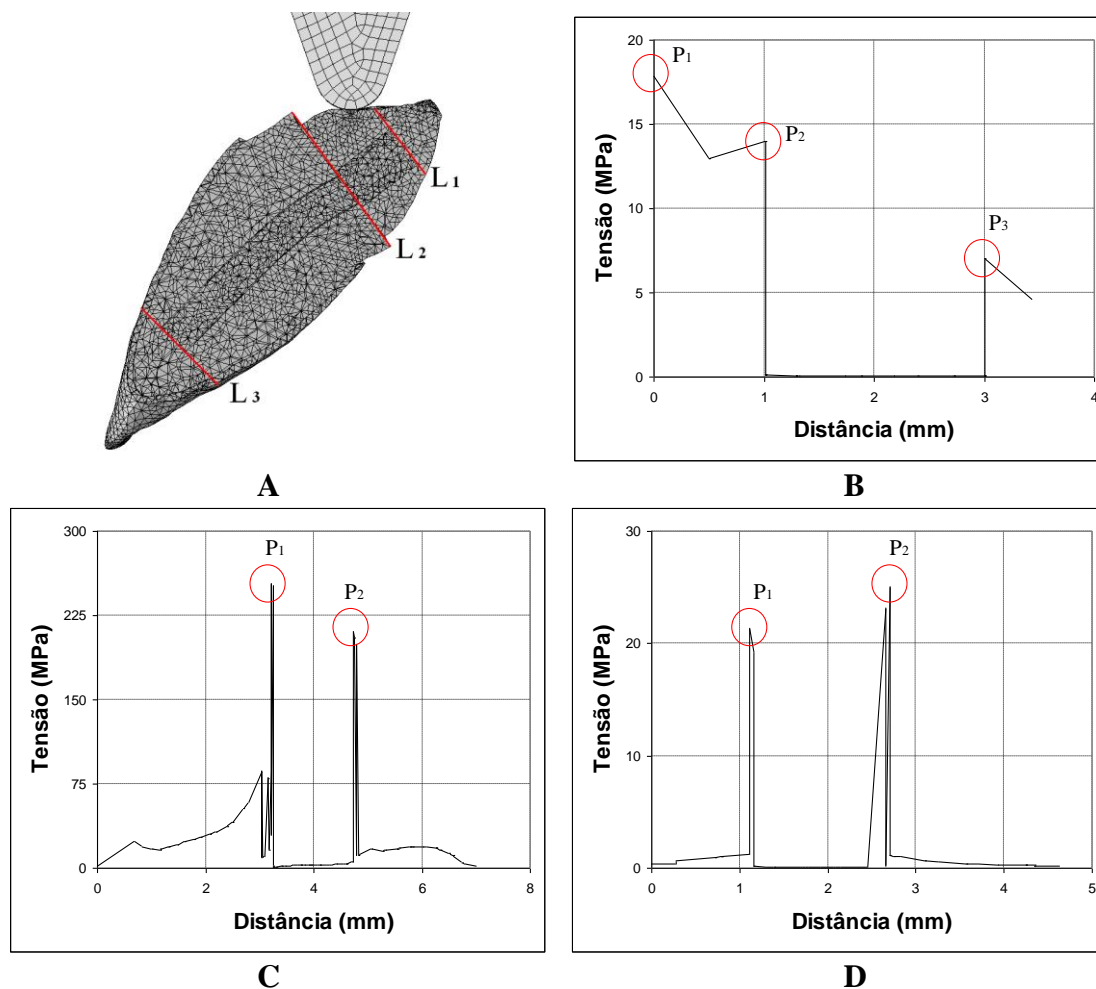 L 1
L 2
L 3
A
20
15
10
5
0
Tensão (MPa)
P1
P2
P3
0 1 2 3 4
Distância (mm)
B
300
225
150
75
0
Tensão (MPa)
P1
P2
0 2 4 6 8
Distância (mm)
C
30
20
10
0
Tensão (MPa)
P1
P2
0 1 2 3 4 5
Distância (mm)
D